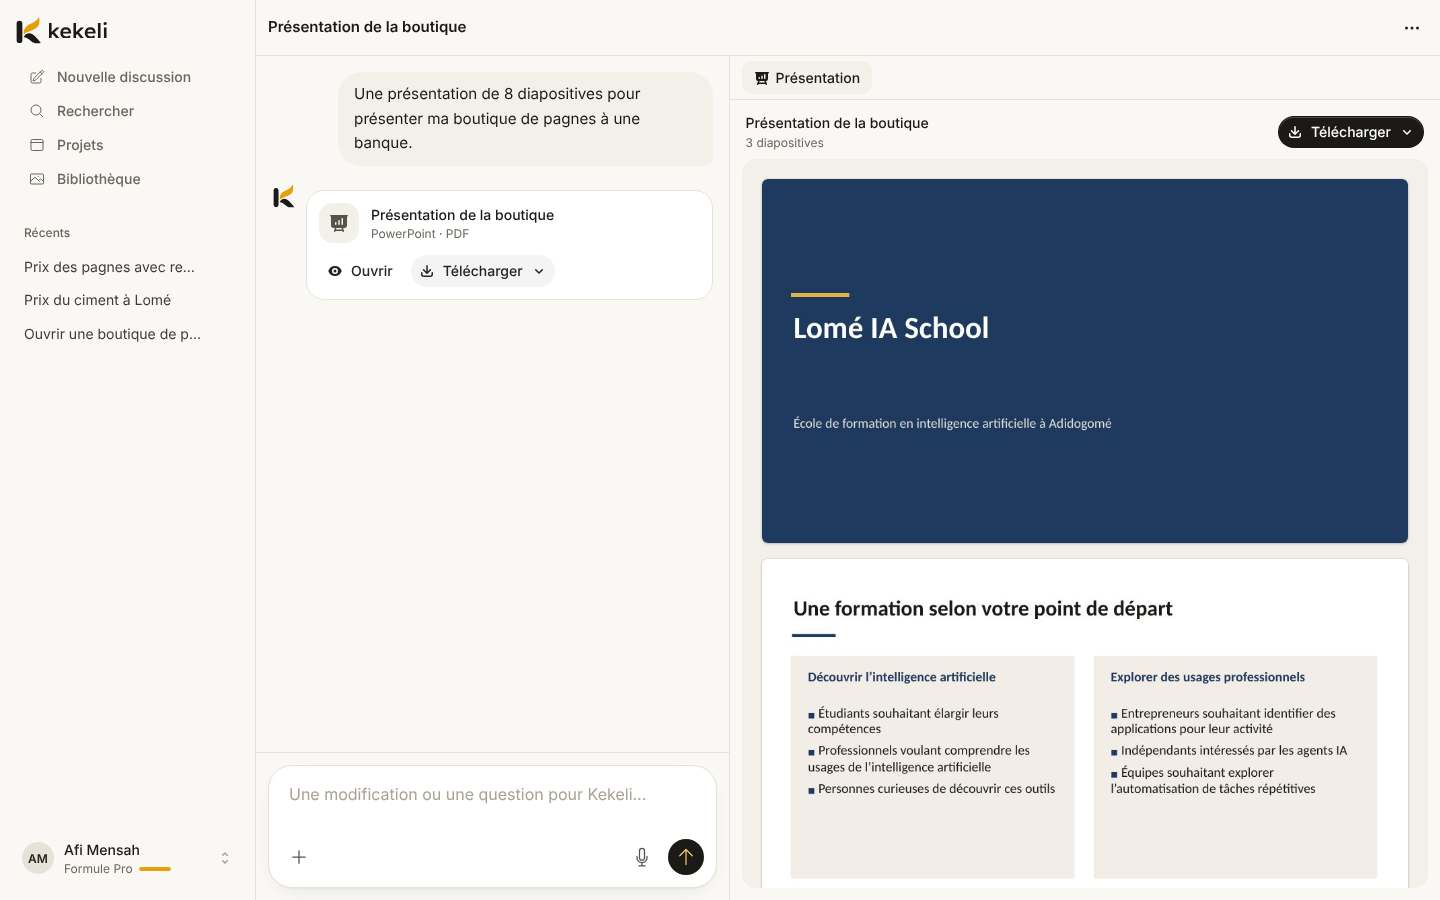 kekeli
Nouvelle discussion
Rechercher
Projets
Bibliothèque
Récents
Prix des pagnes avec re...
Prix du ciment à Lomé
Ouvrir une boutique de p...
AM
Afi Mensah
Formule Pro
Présentation de la boutique
Une présentation de 8 diapositives pour
présenter ma boutique de pagnes à une
banque.
Présentation de la boutique
PowerPoint · PDF
Ouvrir
Télécharger
Une modification ou une question pour Kekeli...
Présentation
Présentation de la boutique
3 diapositives
Télécharger
Lomé IA School
École de formation en intelligence artificielle à Adidogomé
Une formation selon votre point de départ
Découvrir l’intelligence artificielle
▪ Étudiants souhaitant élargir leurs
compétences
▪ Professionnels voulant comprendre les
usages de l’intelligence artificielle
▪ Personnes curieuses de découvrir ces outils
Explorer des usages professionnels
▪ Entrepreneurs souhaitant identifier des
applications pour leur activité
▪ Indépendants intéressés par les agents IA
▪ Équipes souhaitant explorer
l’automatisation de tâches répétitives